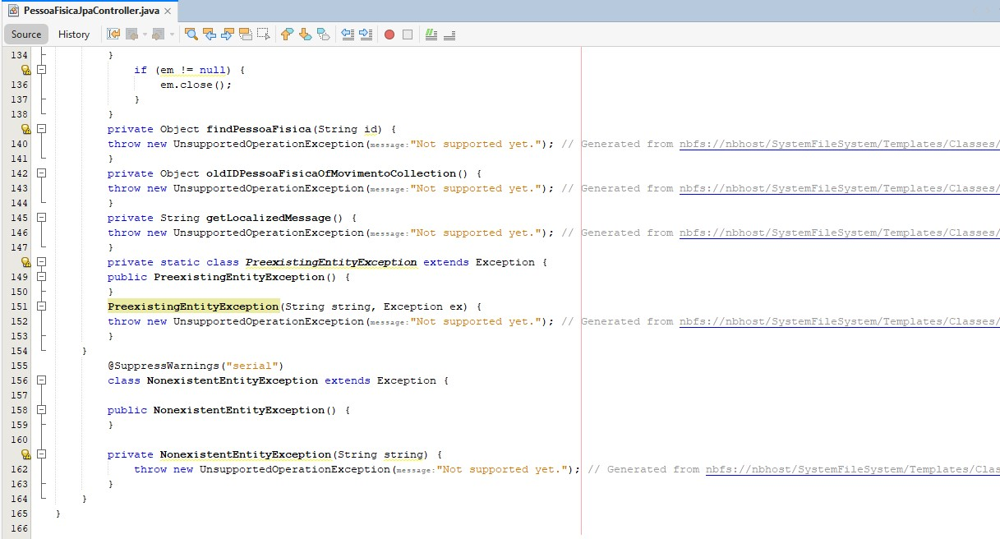 PessoaFisicaJpaController.java ×
Source History
134 }
if (em != null) {
136 em.close();
137 }
138 }
private Object findPessoaFisica(String id) {
140 throw new UnsupportedOperationException(message:"Not supported yet."); // Generated from nbfs://nbhost/SystemFileSystem/Templates/Classes/
141 }
142 private Object oldIDPessoaFisicaOfMovimentoCollection() {
143 throw new UnsupportedOperationException(message:"Not supported yet."); // Generated from nbfs://nbhost/SystemFileSystem/Templates/Classes/
144 }
145 private String getLocalizedMessage() {
146 throw new UnsupportedOperationException(message:"Not supported yet."); // Generated from nbfs://nbhost/SystemFileSystem/Templates/Classes/
147 }
private static class PreexistingEntityException extends Exception {
149 public PreexistingEntityException() {
150 }
151 PreexistingEntityException(String string, Exception ex) {
152 throw new UnsupportedOperationException(message:"Not supported yet."); // Generated from nbfs://nbhost/SystemFileSystem/Templates/Classes/
153 }
154 }
155 @SuppressWarnings("serial")
156 class NonexistentEntityException extends Exception {
157
158 public NonexistentEntityException() {
159 }
160
private NonexistentEntityException(String string) {
162 throw new UnsupportedOperationException(message:"Not supported yet."); // Generated from nbfs://nbhost/SystemFileSystem/Templates/Clas
163 }
164 }
165 }
166